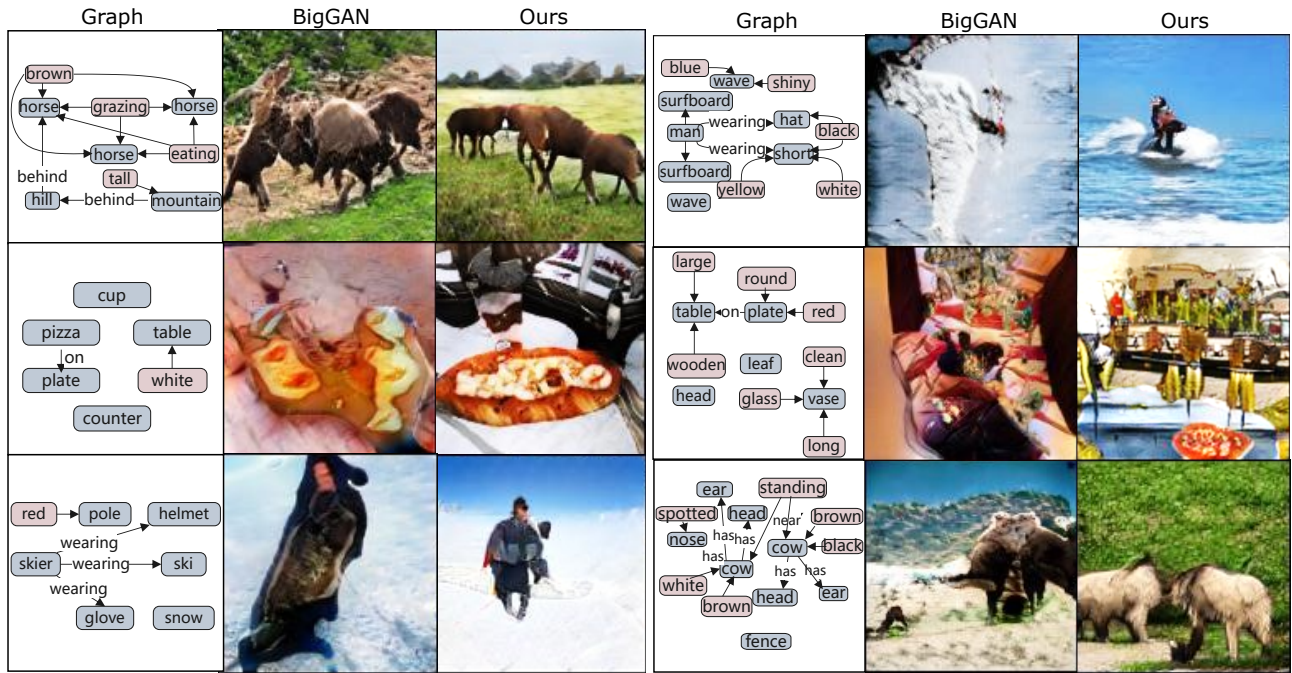 Graph BigGAN Ours
brown
horse grazing horse
horse eating
behind tall
hill behind mountain
cup
pizza table
on
plate white
counter
red pole helmet
wearing
skier wearing ski
wearing
glove snow
Graph BigGAN Ours
blue
wave shiny
surfboard
wearing hat
man black
wearing short
surfboard
yellow white
wave
large
round
table on plate red
wooden leaf clean
head glass vase
long
ear standing
spotted head near brown
nose has has cow black
has cow
white has has
brown head ear
fence